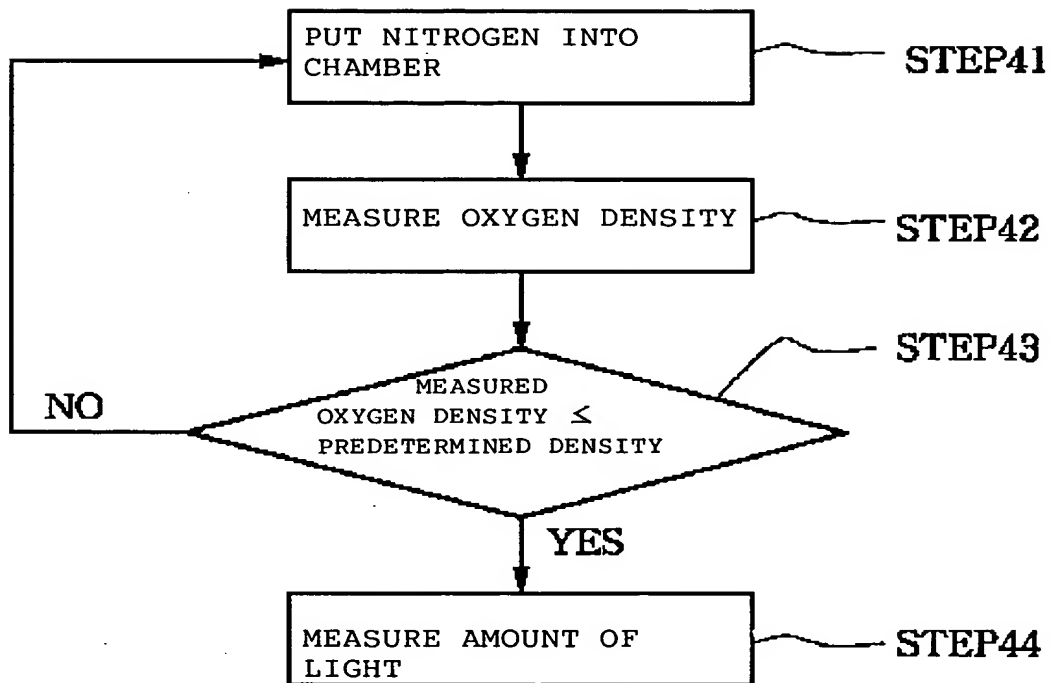 PUT NITROGEN INTO
CHAMBER
STEP41
MEASURE OXYGEN DENSITY
STEP42
STEP43
MEASURED
OXYGEN DENSITY ≤
PREDETERMINED DENSITY
NO
YES
MEASURE AMOUNT OF
LIGHT
STEP44